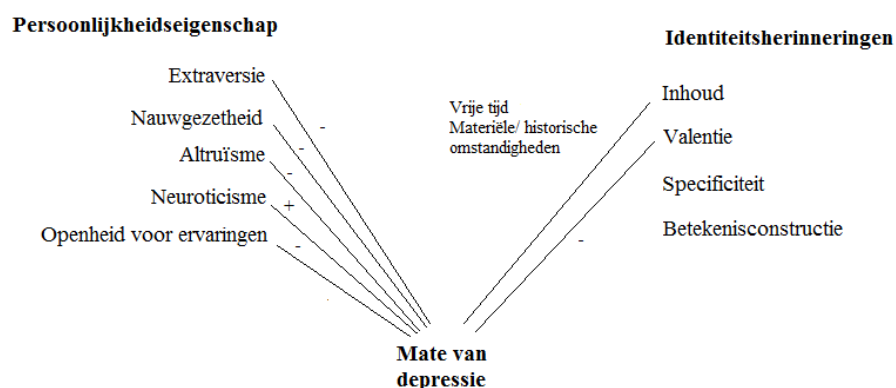 Persoonlijkheidseigenschap
Identiteitsherinneringen
Extraversie
Nauwgezetheid
Altruïsme
Neuroticisme
Openheid voor ervaringen
-
-
-
+
-
Vrije tijd
Materiële/ historische
omstandigheden
Inhoud
Valentie
Specificiteit
Betekenisconstructie
-
Mate van
depressie